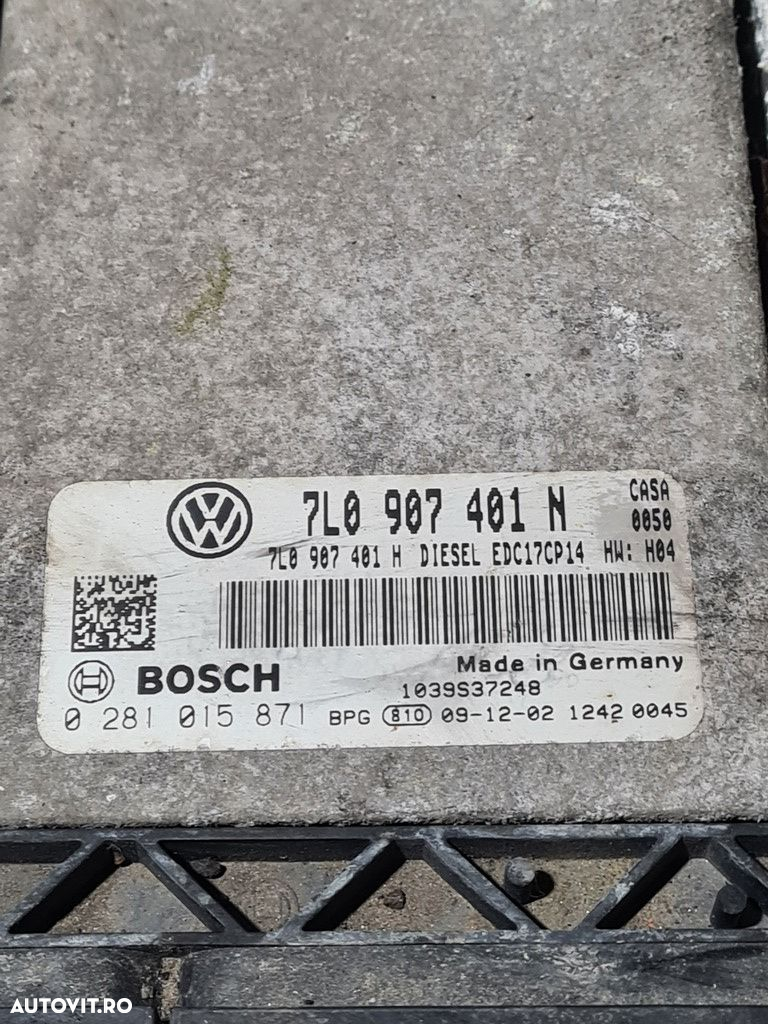 7L0 907 401 N CASA
0050
7L0 907 401 H DIESEL EDC17CP14 HW: H04
Made in Germany
BOSCH
1039S37248
0 281 015 871 BPG 810 09-12-02 1242 0045
AUTOVIT.RO